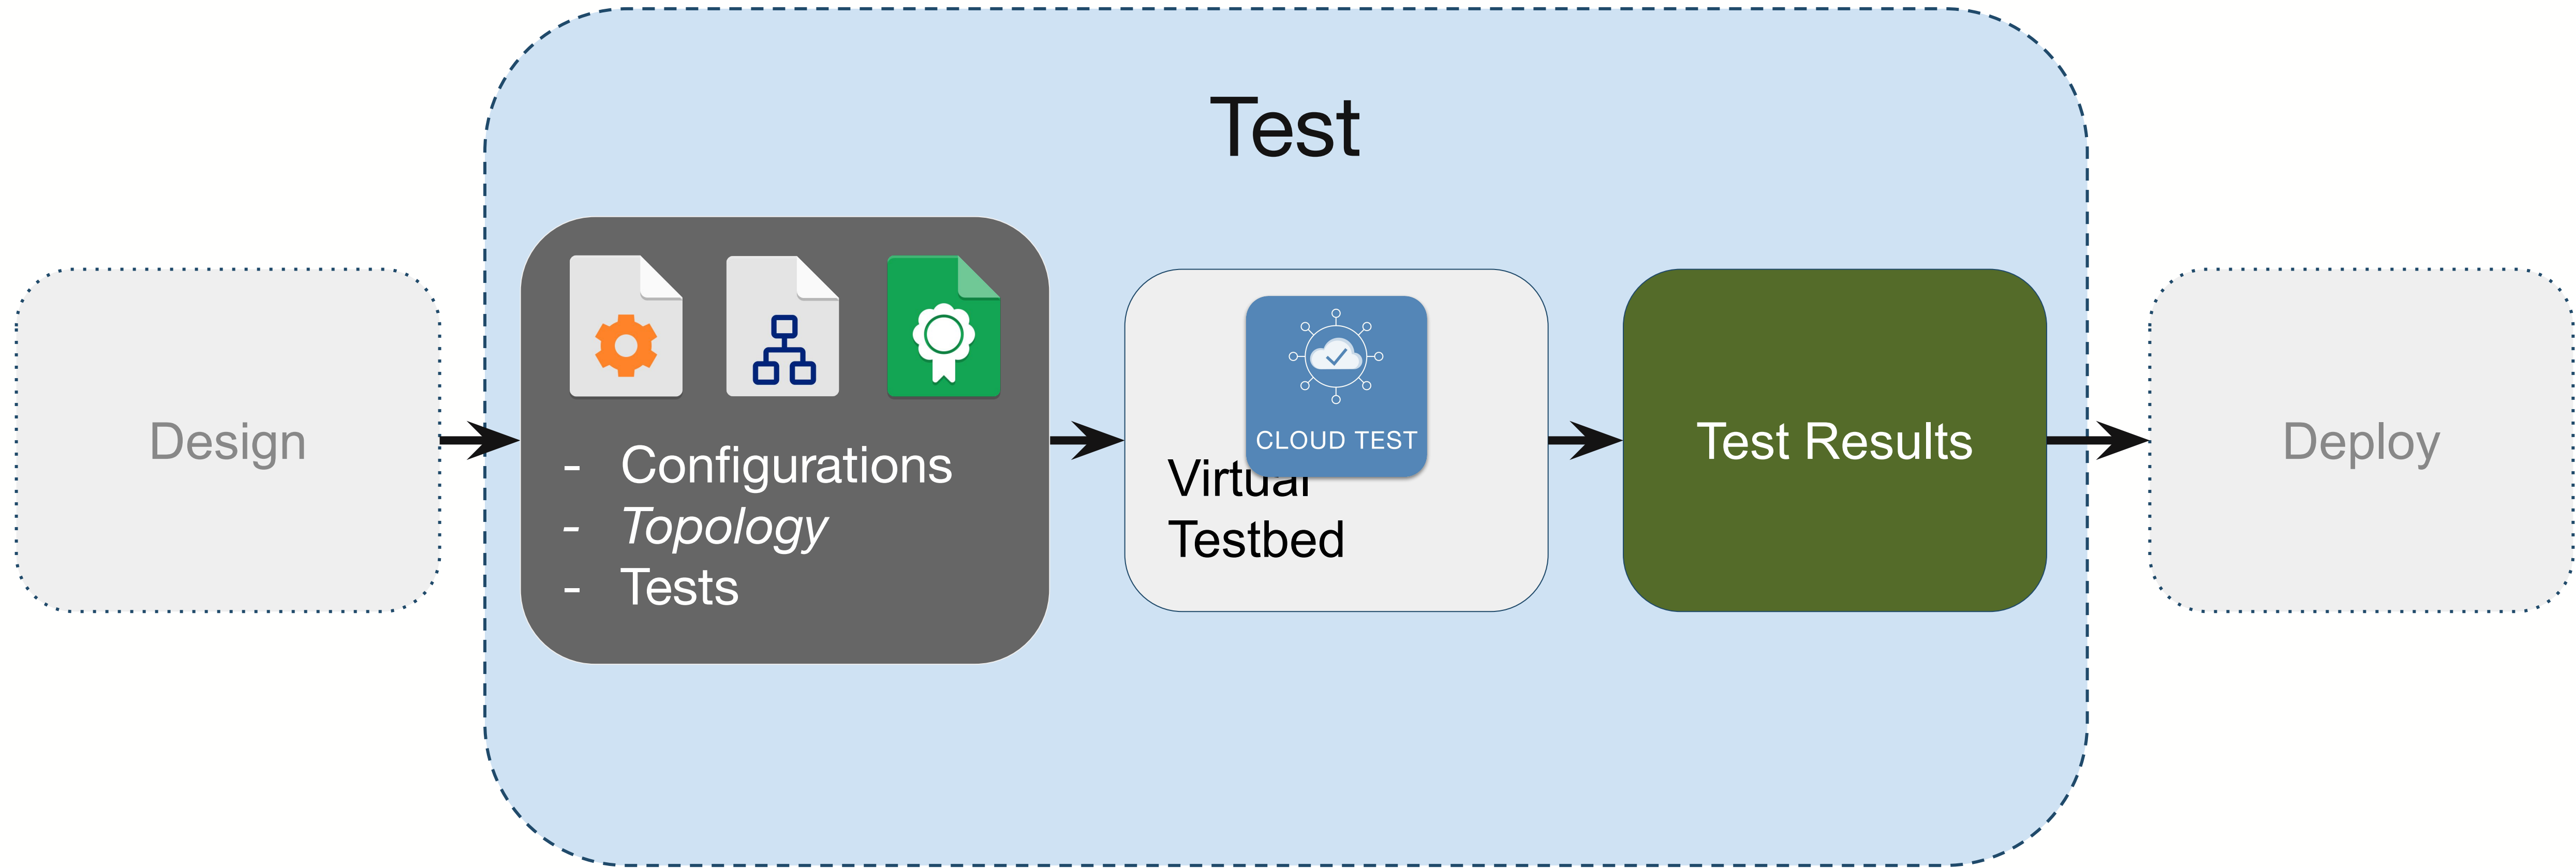 Test
Design
- Configurations
- Topology
- Tests
CLOUD TEST
Virtual
Testbed
Test Results
Deploy